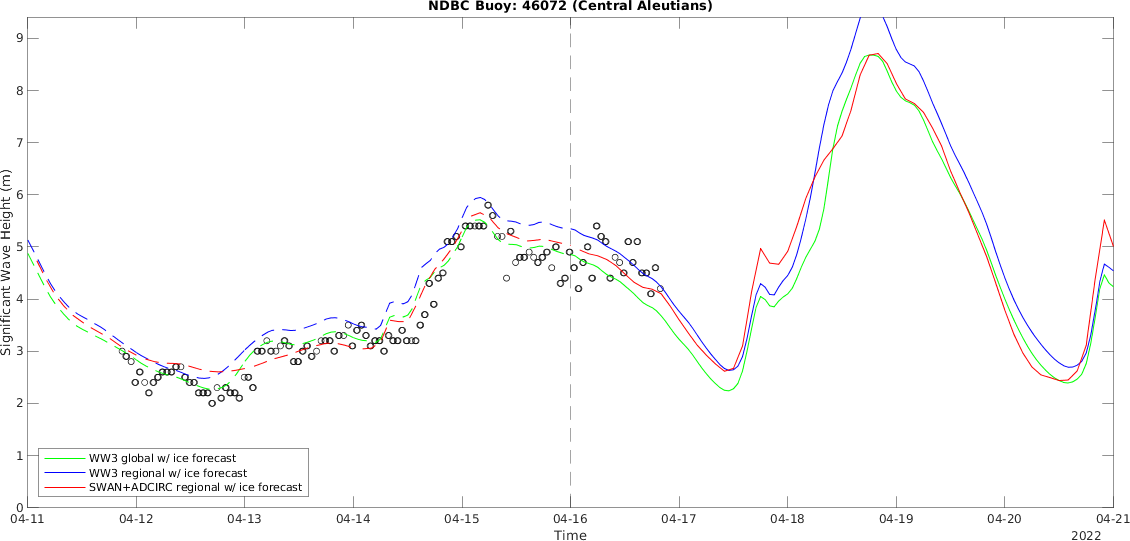 NDBC Buoy: 46072 (Central Aleutians)
9
8
7
6
5
4
3
2
1
0
Significant Wave Height (m)
WW3 global w/ ice forecast
WW3 regional w/ ice forecast
SWAN+ADCIRC regional w/ ice forecast
04-11 04-12 04-13 04-14 04-15 04-16 04-17 04-18 04-19 04-20 04-21
Time
2022